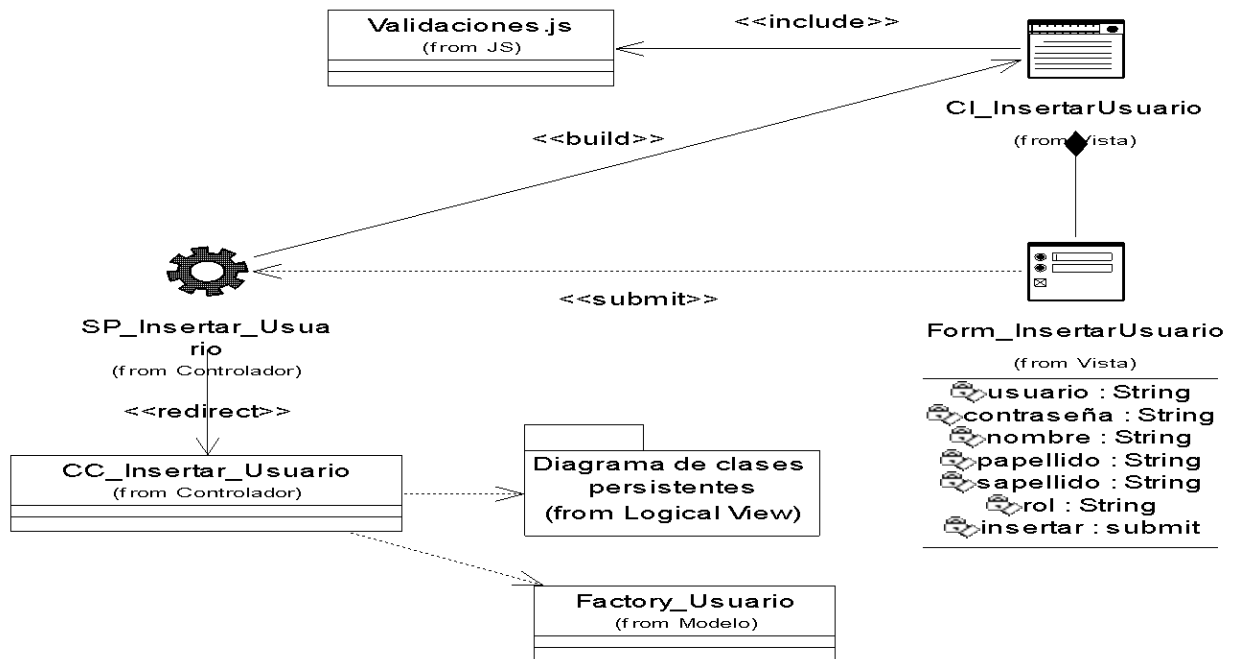 Validaciones.js
(from JS)
<<include>>
CI_InsertarUsuario
(from Vista)
<<build>>
<<submit>>
SP_Insertar_Usua
rio
(from Controlador)
<<redirect>>
Form_InsertarUsuario
(from Vista)
usuario : String
contraseña : String
nombre : String
papellido : String
sapellido : String
rol : String
insertar : submit
CC_Insertar_Usuario
(from Controlador)
Diagrama de clases
persistentes
(from Logical View)
Factory_Usuario
(from Modelo)